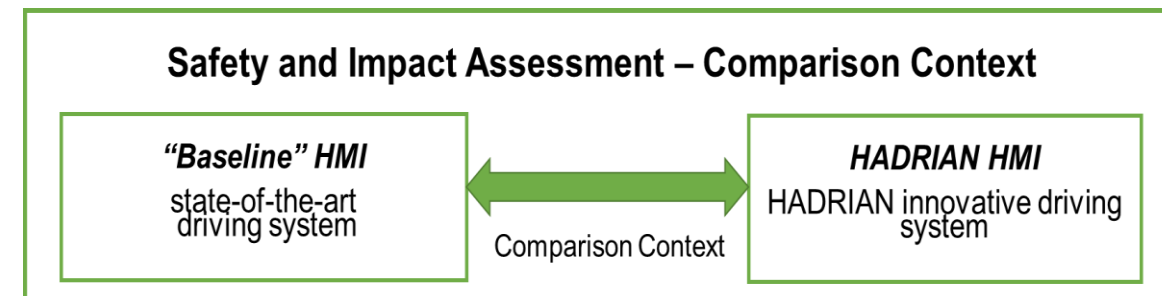 Safety and Impact Assessment – Comparison Context
“Baseline” HMI
state-of-the-art
driving system
Comparison Context
HADRIAN HMI
HADRIAN innovative driving
system